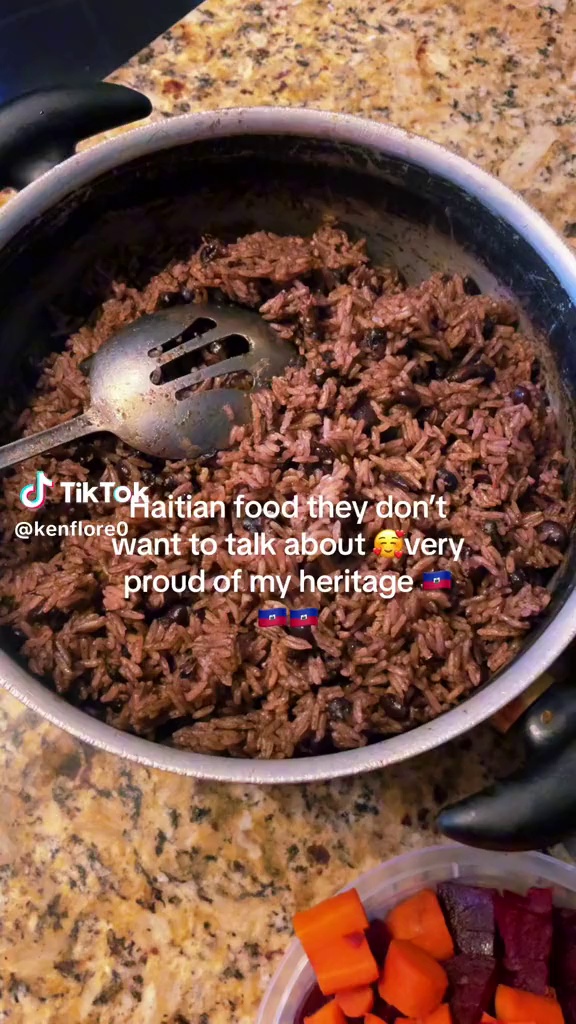 TikTok
@kenflore0
Haitian food they don't
want to talk about 🥰very
proud of my heritage 🇭🇹
🇭🇹🇭🇹